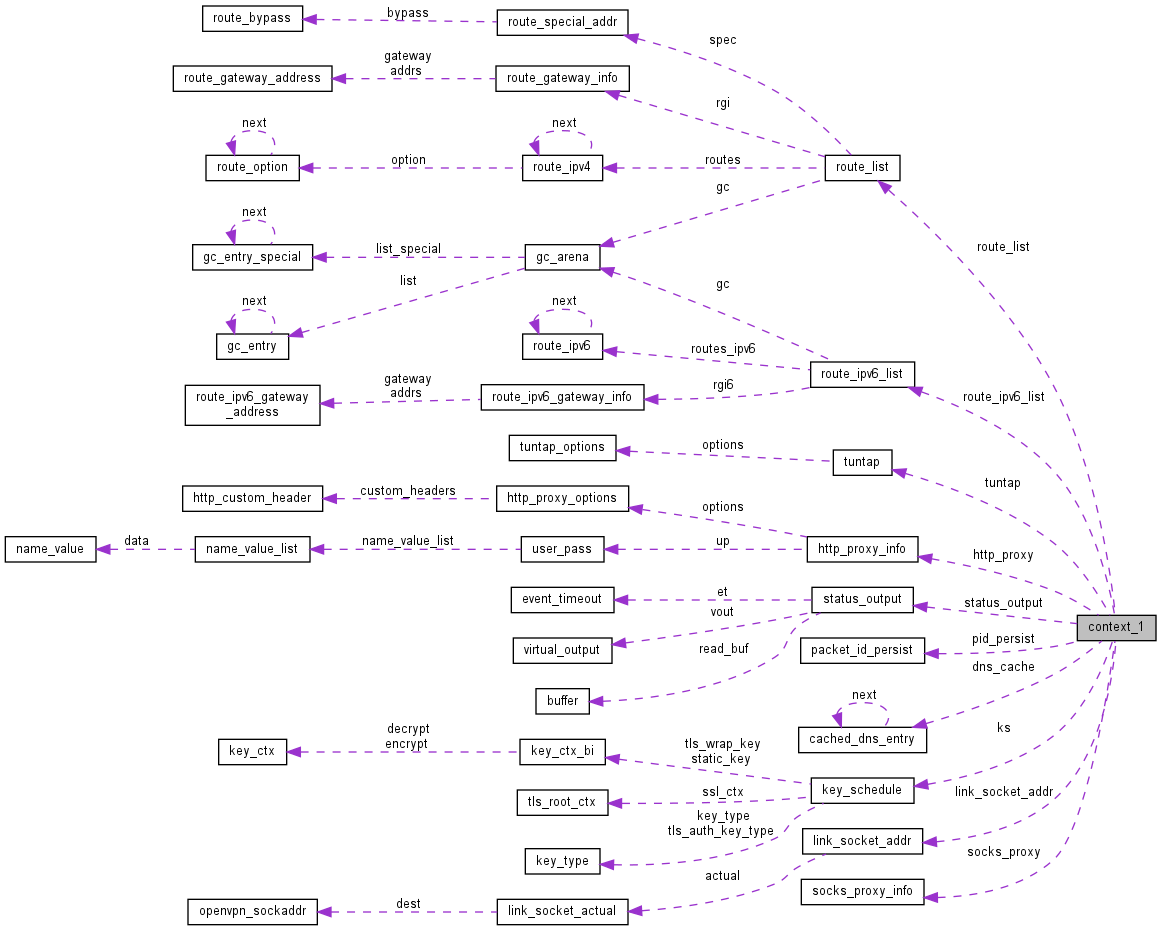 route_bypass
bypass
route_special_addr
spec
route_gateway_address
gateway
addrs
route_gateway_info
rgi
next
route_option
option
next
route_ipv4
routes
route_list
gc
next
gc_entry_special
list_special
gc_arena
route_list
list
gc
next
gc_entry
next
route_ipv6
routes_ipv6
route_ipv6_list
rgi6
route_ipv6_gateway
_address
gateway
addrs
route_ipv6_gateway_info
route_ipv6_list
tuntap_options
options
tuntap
tuntap
http_custom_header
custom_headers
http_proxy_options
options
name_value
data
name_value_list
name_value_list
user_pass
up
http_proxy_info
http_proxy
event_timeout
et
status_output
status_output
vout
context_1
virtual_output
read_buf
packet_id_persist
pid_persist
dns_cache
buffer
next
cached_dns_entry
ks
key_ctx
decrypt
encrypt
key_ctx_bi
tls_wrap_key
static_key
key_schedule
link_socket_addr
tls_root_ctx
ssl_ctx
key_type
tls_auth_key_type
key_type
link_socket_addr
socks_proxy
actual
socks_proxy_info
openvpn_sockaddr
dest
link_socket_actual